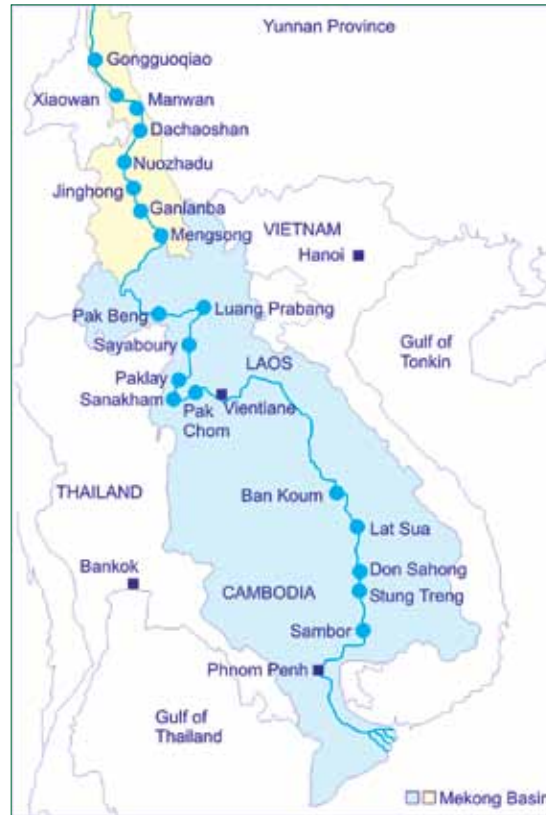 Yunnan Province
Gongguoqiao
Xiaowan
Manwan
Dachaoshan
Nuozhadu
Jinghong
Ganlanba
Mengsong
VIETNAM
Hanoi
Pak Beng
Luang Prabang
Gulf of
Tonkin
Sayaboury
LAOS
Paklay
Sanakham
Pak
Chom
Vientiane
THAILAND
Ban Koum
Lat Sua
Bankok
Don Sahong
CAMBODIA
Stung Treng
Sambor
Phnom Penh
Gulf of
Thailand
Mekong Basin